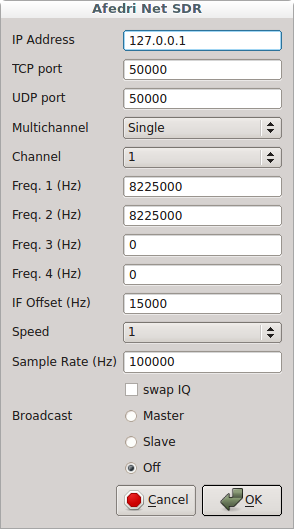 Afedri Net SDR
IP Address 127.0.0.1
TCP port 50000
UDP port 50000
Multichannel Single
Channel 1
Freq. 1 (Hz) 8225000
Freq. 2 (Hz) 8225000
Freq. 3 (Hz) 0
Freq. 4 (Hz) 0
IF Offset (Hz) 15000
Speed 1
Sample Rate (Hz) 100000
swap IQ
Broadcast Master
Slave
Off
Cancel OK